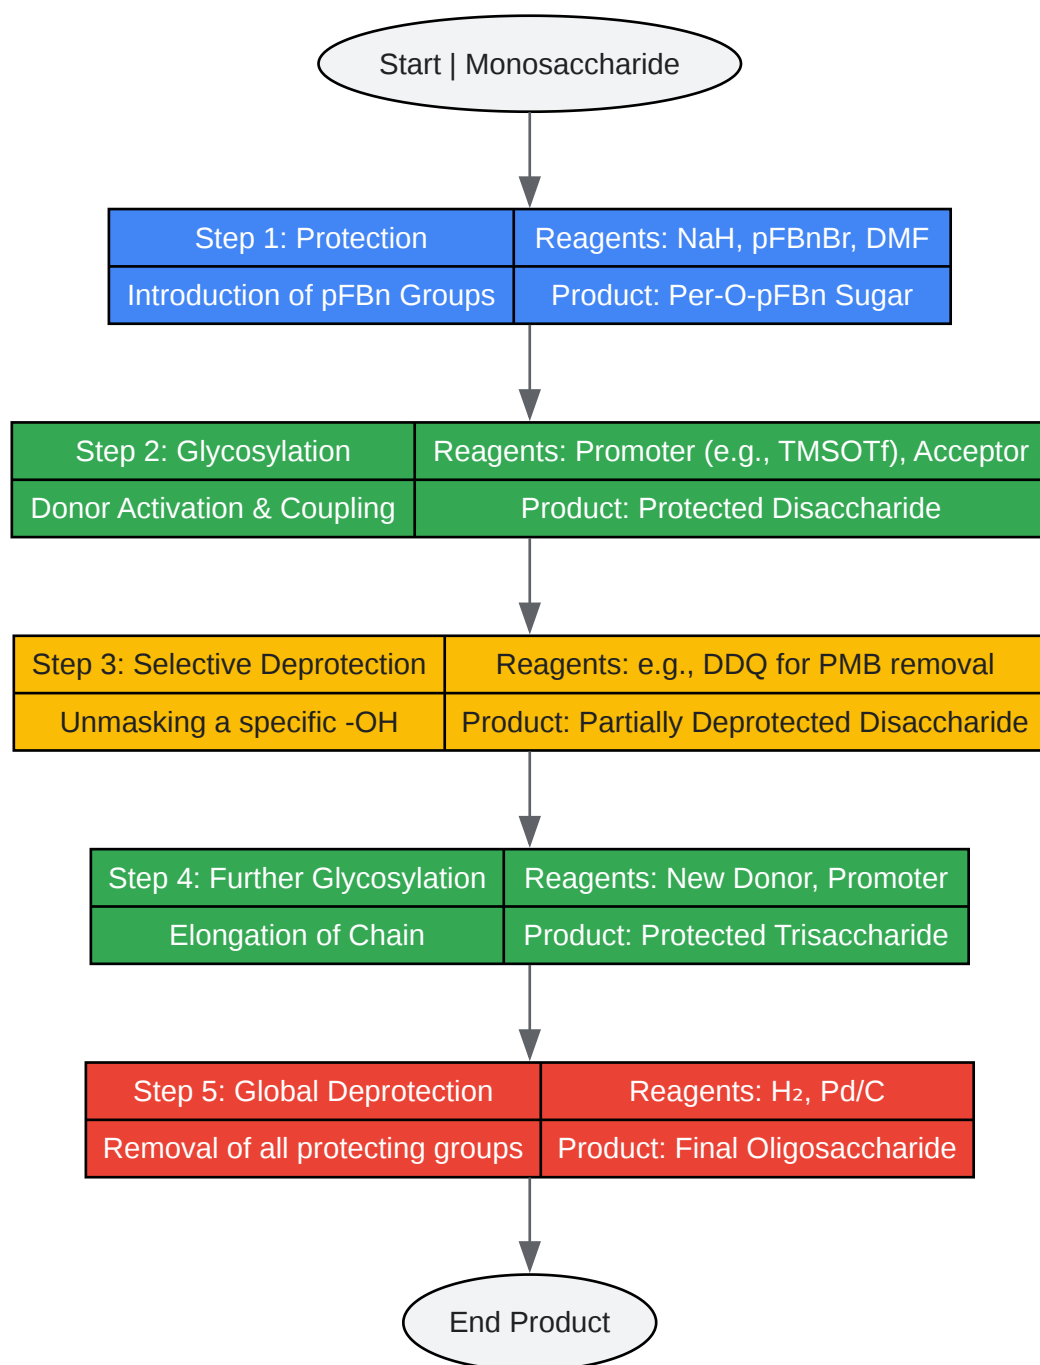 Start | Monosaccharide
Step 1: Protection
Reagents: NaH, pFBnBr, DMF
Introduction of pFBn Groups
Product: Per-O-pFBn Sugar
Step 2: Glycosylation
Reagents: Promoter (e.g., TMSOTf), Acceptor
Donor Activation & Coupling
Product: Protected Disaccharide
Step 3: Selective Deprotection
Reagents: e.g., DDQ for PMB removal
Unmasking a specific -OH
Product: Partially Deprotected Disaccharide
Step 4: Further Glycosylation
Reagents: New Donor, Promoter
Elongation of Chain
Product: Protected Trisaccharide
Step 5: Global Deprotection
Reagents: H₂, Pd/C
Removal of all protecting groups
Product: Final Oligosaccharide
End Product